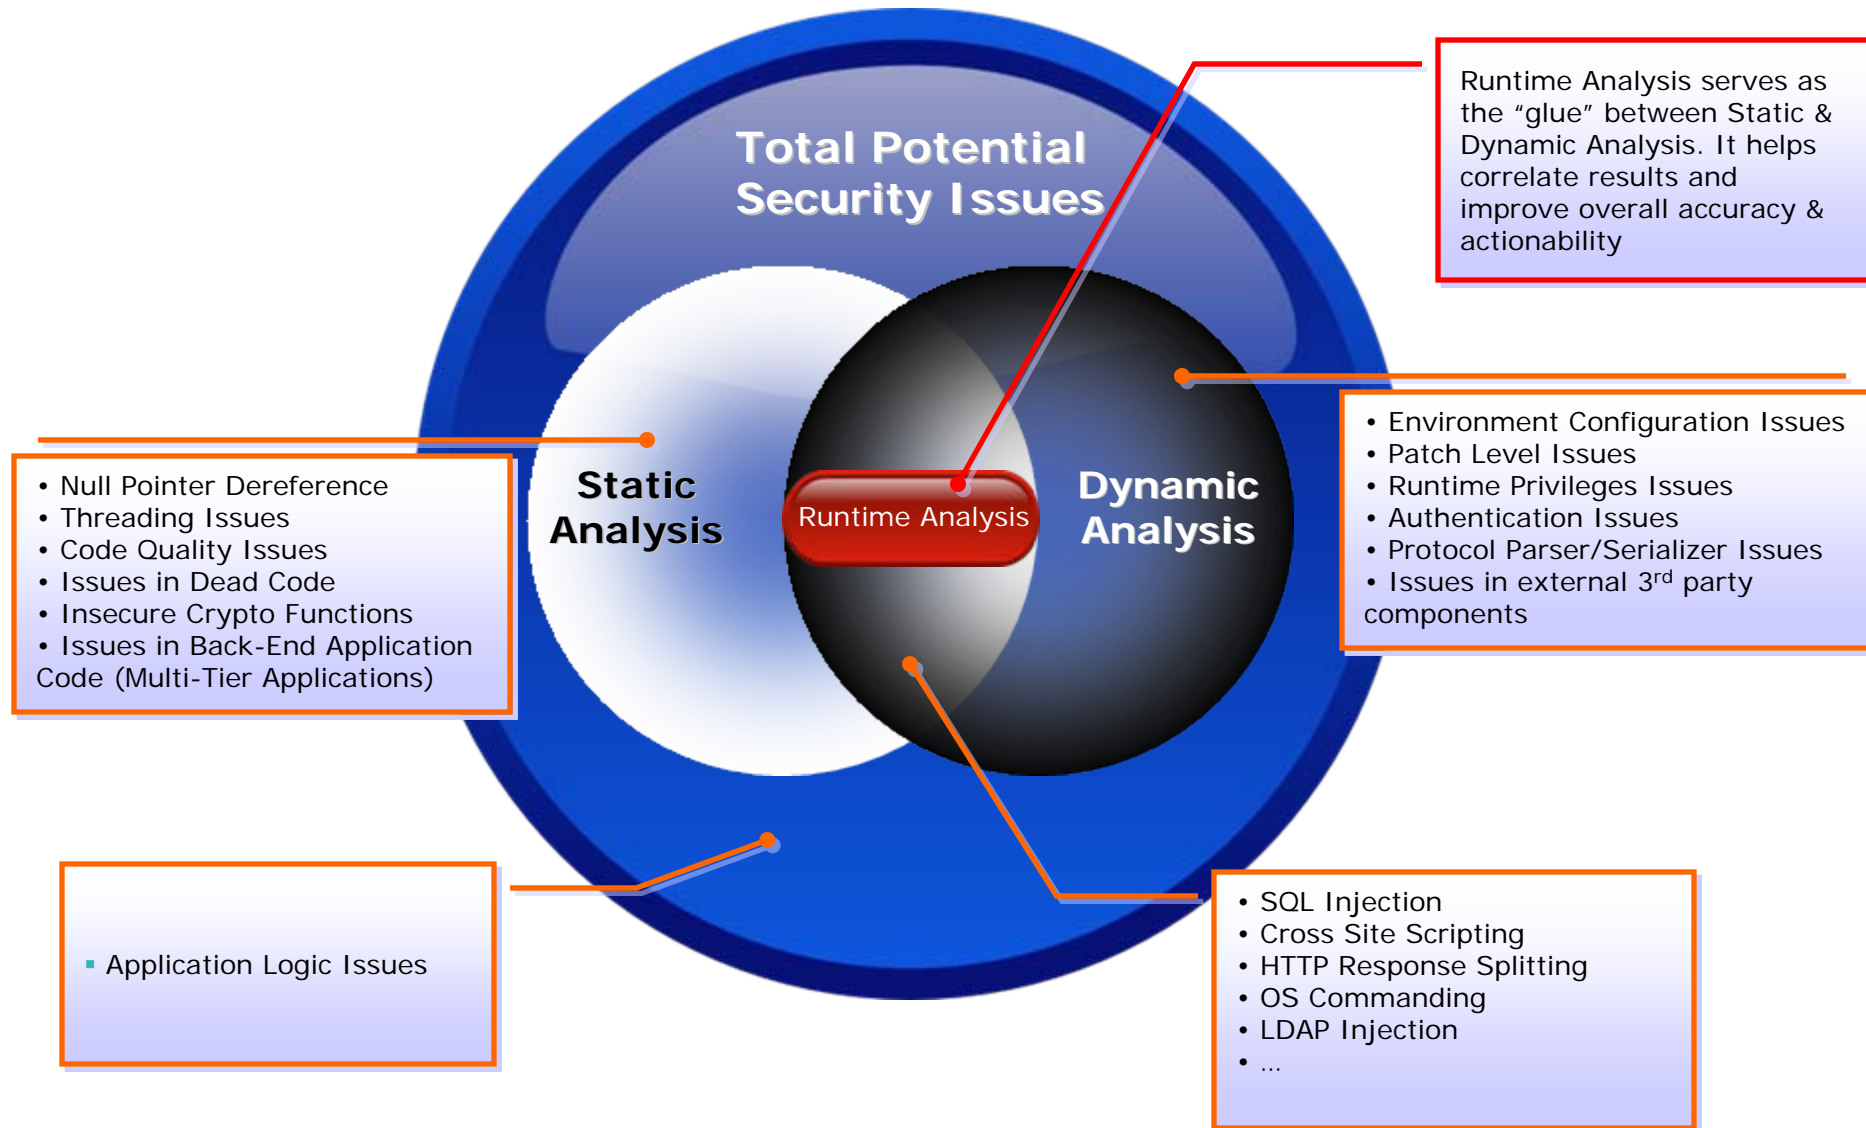 Total Potential
Security Issues
Runtime Analysis serves as
the “glue” between Static &
Dynamic Analysis. It helps
correlate results and
improve overall accuracy &
actionability
Static
Analysis
Runtime Analysis
Dynamic
Analysis
• Null Pointer Dereference
• Threading Issues
• Code Quality Issues
• Issues in Dead Code
• Insecure Crypto Functions
• Issues in Back-End Application
Code (Multi-Tier Applications)
• Environment Configuration Issues
• Patch Level Issues
• Runtime Privileges Issues
• Authentication Issues
• Protocol Parser/Serializer Issues
• Issues in external 3rd party
components
▪ Application Logic Issues
• SQL Injection
• Cross Site Scripting
• HTTP Response Splitting
• OS Commanding
• LDAP Injection
• ...